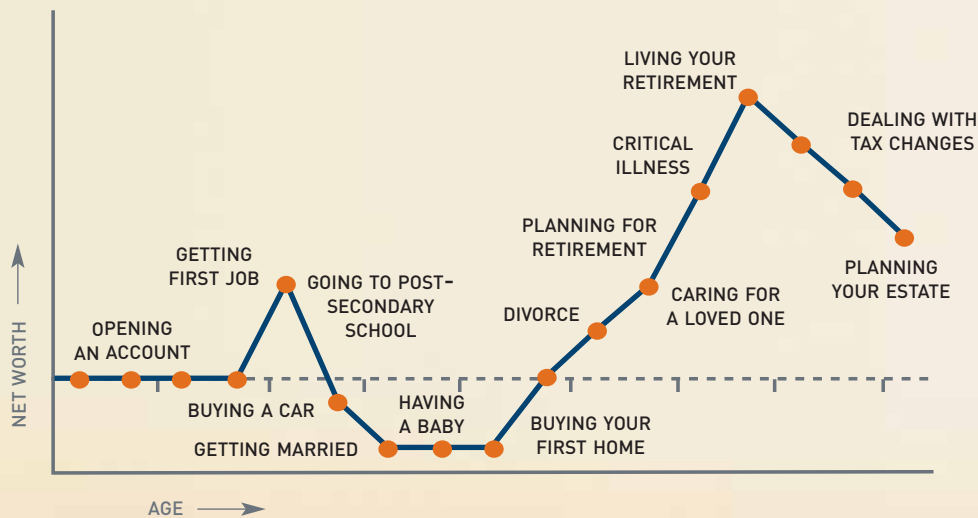 LIVING YOUR
RETIREMENT
DEALING WITH
TAX CHANGES
CRITICAL
ILLNESS
PLANNING FOR
RETIREMENT
GETTING
FIRST JOB
GOING TO POST-
SECONDARY
SCHOOL
PLANNING
YOUR ESTATE
CARING FOR
A LOVED ONE
DIVORCE
OPENING
AN ACCOUNT
NET WORTH
BUYING A CAR
HAVING
A BABY
GETTING MARRIED
BUYING YOUR
FIRST HOME
AGE